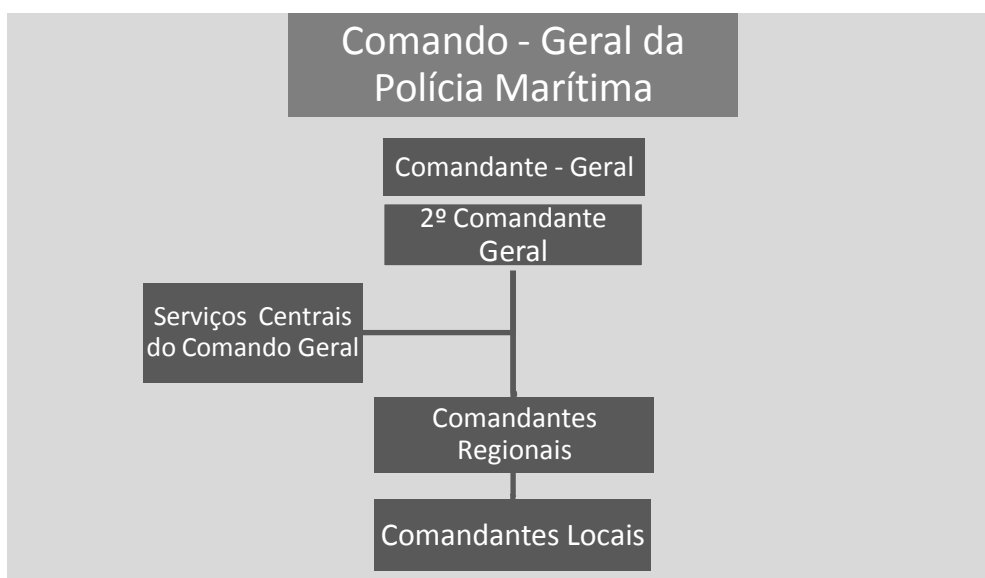 Comando - Geral da
Polícia Marítima
Comandante - Geral
2º Comandante
Geral
Serviços Centrais
do Comando Geral
Comandantes
Regionais
Comandantes Locais